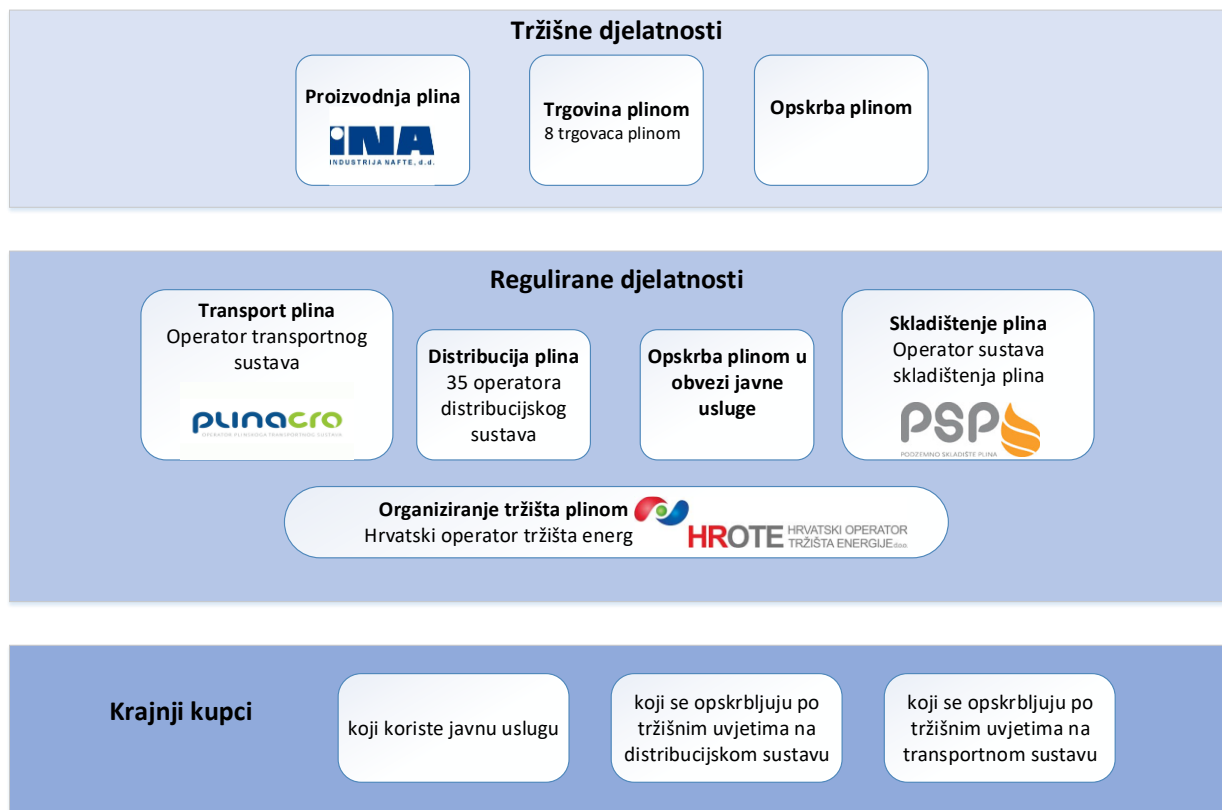 Tržišne djelatnosti
Proizvodnja plina
INA
INDUSTRIJA NAFTE, d.d.
Trgovina plinom
8 trgovaca plinom
Opskrba plinom
Regulirane djelatnosti
Transport plina
Operator transportnog
sustava
PLINACRO
OPERATOR PLINSKOGA TRANSPORTNOG SUSTAVA
Distribucija plina
35 operatora
distribucijskog
sustava
Opskrba plinom u
obvezi javne
usluge
Skladištenje plina
Operator sustava
skladištenja plina
PSP
PODZEMNO SKLADIŠTE PLINA
Organiziranje tržišta plinom
Hrvatski operator tržišta energ
HROTE
HRVATSKI OPERATOR
TRŽIŠTA ENERGIJE d.o.o.
Krajnji kupci
koji koriste javnu uslugu
koji se opskrbljuju po
tržišnim uvjetima na
distribucijskom sustavu
koji se opskrbljuju po
tržišnim uvjetima na
transportnom sustavu